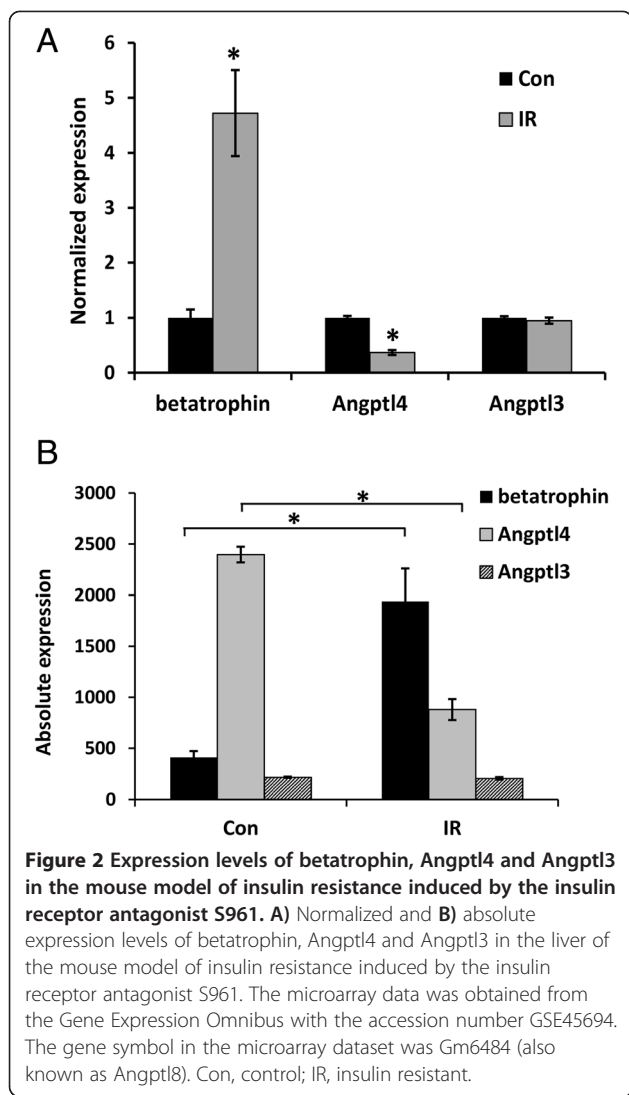 A
6
5
4
3
2
1
0
Normalized expression
*
*
Con
IR
betatrophin
Angptl4
Angptl3
B
3000
2500
2000
1500
1000
500
0
Absolute expression
*
*
betatrophin
Angptl4
Angptl3
Con
IR
Figure 2 Expression levels of betatrophin, Angptl4 and Angptl3
in the mouse model of insulin resistance induced by the insulin
receptor antagonist S961. A) Normalized and B) absolute
expression levels of betatrophin, Angptl4 and Angptl3 in the liver of
the mouse model of insulin resistance induced by the insulin
receptor antagonist S961. The microarray data was obtained from
the Gene Expression Omnibus with the accession number GSE45694.
The gene symbol in the microarray dataset was Gm6484 (also
known as Angptl8). Con, control; IR, insulin resistant.